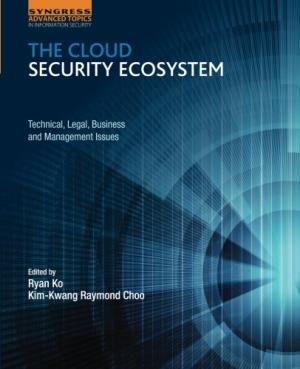 SYNGRESS
ADVANCED TOPICS
IN INFORMATION SECURITY
THE CLOUD
SECURITY ECOSYSTEM
Technical, Legal, Business
and Management Issues
Edited by
Ryan Ko
Kim-Kwang Raymond Choo